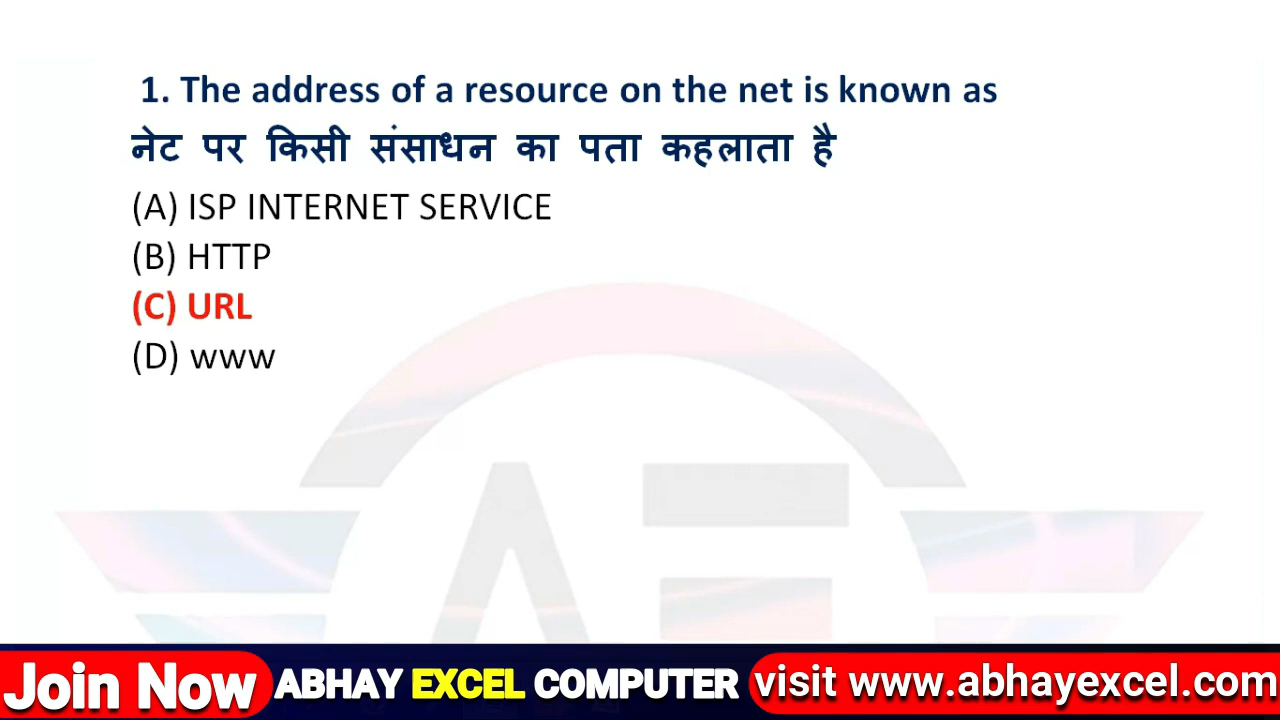 1. The address of a resource on the net is known as
नेट पर किसी संसाधन का पता कहलाता है
(A) ISP INTERNET SERVICE
(B) HTTP
(C) URL
(D) www
AE
Join Now ABHAY EXCEL COMPUTER visit www.abhayexcel.com